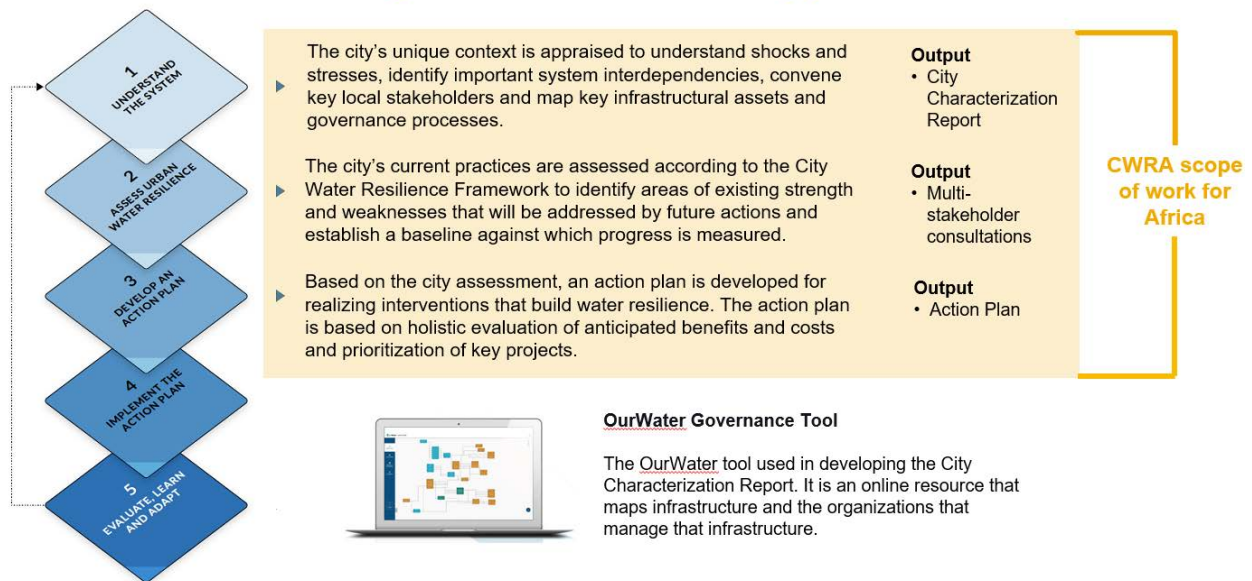 1
UNDERSTAND
THE SYSTEM
The city’s unique context is appraised to understand shocks and
stresses, identify important system interdependencies, convene
key local stakeholders and map key infrastructural assets and
governance processes.
Output
• City
Characterization
Report
2
ASSESS URBAN
WATER RESILIENCE
The city’s current practices are assessed according to the City
Water Resilience Framework to identify areas of existing strength
and weaknesses that will be addressed by future actions and
establish a baseline against which progress is measured.
Output
• Multi-
stakeholder
consultations
3
DEVELOP AN
ACTION PLAN
Based on the city assessment, an action plan is developed for
realizing interventions that build water resilience. The action plan
is based on holistic evaluation of anticipated benefits and costs
and prioritization of key projects.
Output
• Action Plan
CWRA scope
of work for
Africa
4
IMPLEMENT THE
ACTION PLAN
5
EVALUATE, LEARN
AND ADAPT
OurWater Governance Tool
The OurWater tool used in developing the City
Characterization Report. It is an online resource that
maps infrastructure and the organizations that
manage that infrastructure.